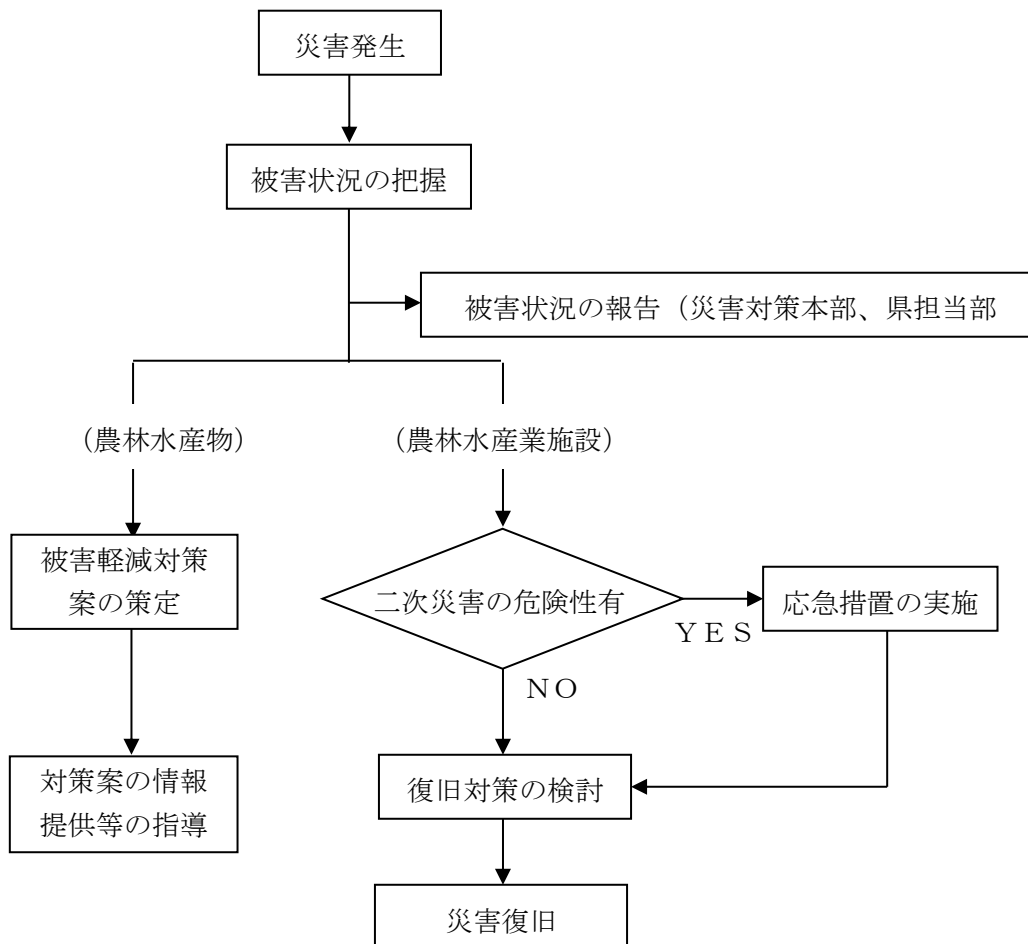 災害発生
被害状況の把握
被害状況の報告（災害対策本部、県担当部
（農林水産物）
（農林水産業施設）
被害軽減対策
案の策定
二次災害の危険性有
応急措置の実施
ＹＥＳ
ＮＯ
対策案の情報
提供等の指導
復旧対策の検討
災害復旧